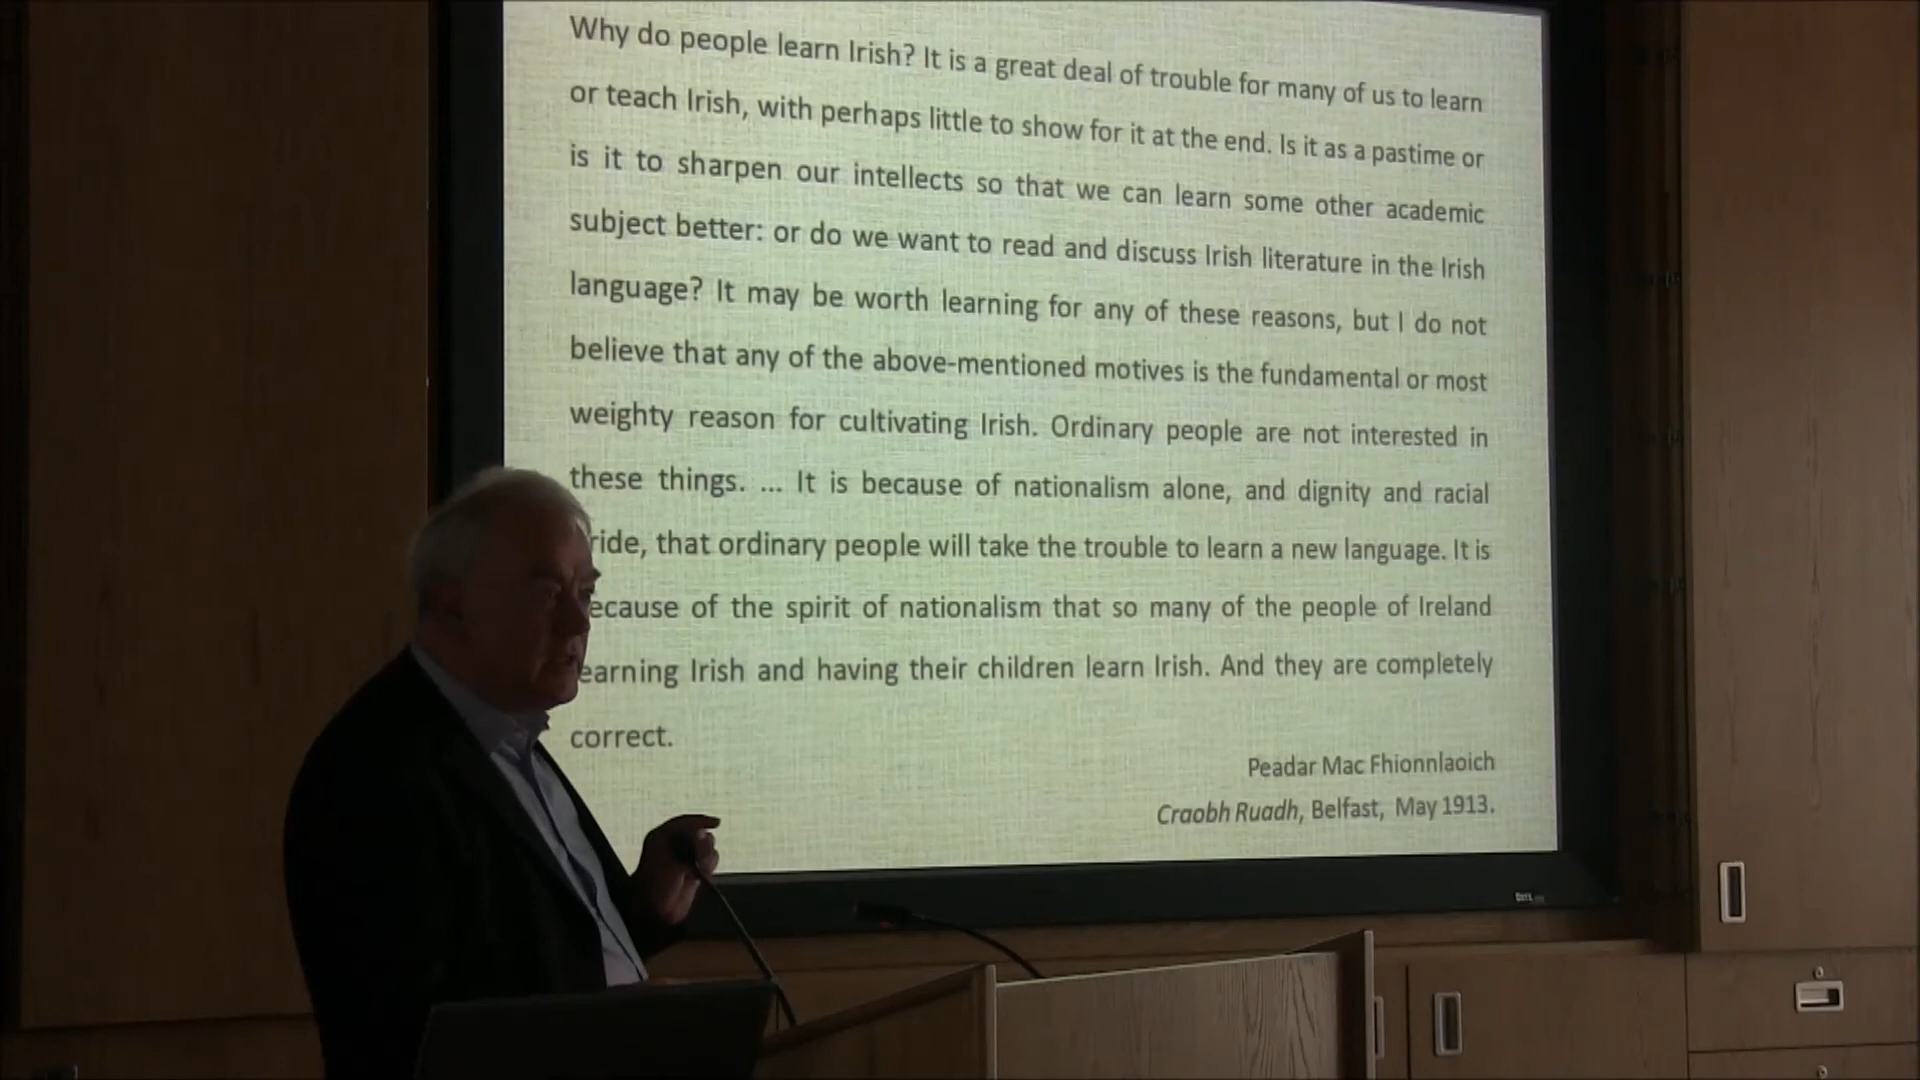 Why do people learn Irish? It is a great deal of trouble for many of us to learn
or teach Irish, with perhaps little to show for it at the end. Is it as a pastime or
is it to sharpen our intellects so that we can learn some other academic
subject better: or do we want to read and discuss Irish literature in the Irish
language? It may be worth learning for any of these reasons, but I do not
believe that any of the above-mentioned motives is the fundamental or most
weighty reason for cultivating Irish. Ordinary people are not interested in
these things. ... It is because of nationalism alone, and dignity and racial
ride, that ordinary people will take the trouble to learn a new language. It is
ecause of the spirit of nationalism that so many of the people of Ireland
earning Irish and having their children learn Irish. And they are completely
correct.
Peadar Mac Fhionnlaoich
Craobh Ruadh, Belfast, May 1913.